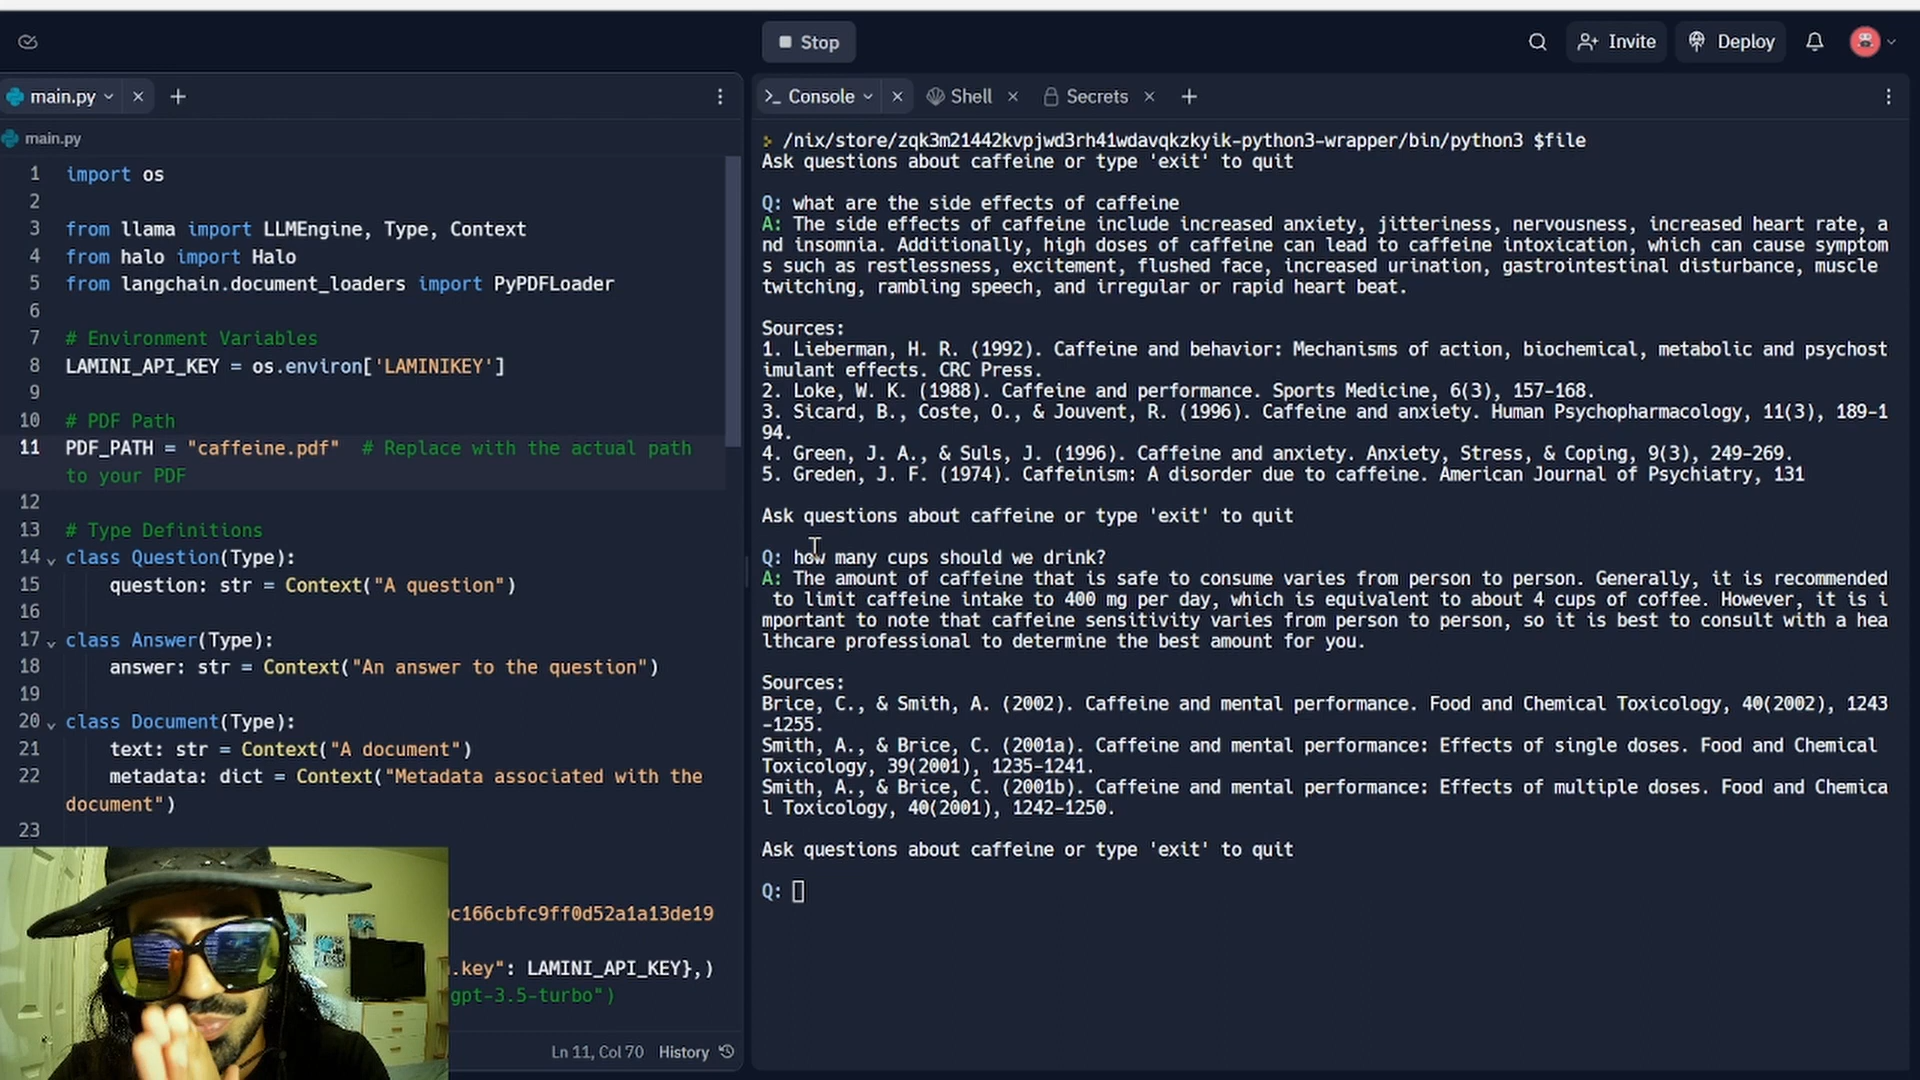 Stop
Invite
Deploy
main.py
Console
Shell
Secrets
main.py
1 import os
2
3 from llama import LLMEngine, Type, Context
4 from halo import Halo
5 from langchain.document_loaders import PyPDFLoader
6
7 # Environment Variables
8 LAMINI_API_KEY = os.environ['LAMINIKEY']
9
10 # PDF Path
11 PDF_PATH = "caffeine.pdf"  # Replace with the actual path
to your PDF
12
13 # Type Definitions
14 class Question(Type):
15 question: str = Context("A question")
16
17 class Answer(Type):
18 answer: str = Context("An answer to the question")
19
20 class Document(Type):
21 text: str = Context("A document")
22 metadata: dict = Context("Metadata associated with the
document")
23
c166cbfc9ff0d52a1a13de19
.key": LAMINI_API_KEY},)
gpt-3.5-turbo")
Ln 11, Col 70 History
/nix/store/zqk3m21442kvpjwd3rh41wdavqkzkyik-python3-wrapper/bin/python3 $file
Ask questions about caffeine or type 'exit' to quit
Q: what are the side effects of caffeine
A: The side effects of caffeine include increased anxiety, jitteriness, nervousness, increased heart rate, a
nd insomnia. Additionally, high doses of caffeine can lead to caffeine intoxication, which can cause symptom
s such as restlessness, excitement, flushed face, increased urination, gastrointestinal disturbance, muscle
twitching, rambling speech, and irregular or rapid heart beat.
Sources:
1. Lieberman, H. R. (1992). Caffeine and behavior: Mechanisms of action, biochemical, metabolic and psychost
imulant effects. CRC Press.
2. Loke, W. K. (1988). Caffeine and performance. Sports Medicine, 6(3), 157-168.
3. Sicard, B., Coste, O., & Jouvent, R. (1996). Caffeine and anxiety. Human Psychopharmacology, 11(3), 189-1
94.
4. Green, J. A., & Suls, J. (1996). Caffeine and anxiety. Anxiety, Stress, & Coping, 9(3), 249-269.
5. Greden, J. F. (1974). Caffeinism: A disorder due to caffeine. American Journal of Psychiatry, 131
Ask questions about caffeine or type 'exit' to quit
Q: how many cups should we drink?
A: The amount of caffeine that is safe to consume varies from person to person. Generally, it is recommended
to limit caffeine intake to 400 mg per day, which is equivalent to about 4 cups of coffee. However, it is i
mportant to note that caffeine sensitivity varies from person to person, so it is best to consult with a hea
lthcare professional to determine the best amount for you.
Sources:
Brice, C., & Smith, A. (2002). Caffeine and mental performance. Food and Chemical Toxicology, 40(2002), 1243
-1255.
Smith, A., & Brice, C. (2001a). Caffeine and mental performance: Effects of single doses. Food and Chemical
Toxicology, 39(2001), 1235-1241.
Smith, A., & Brice, C. (2001b). Caffeine and mental performance: Effects of multiple doses. Food and Chemica
l Toxicology, 40(2001), 1242-1250.
Ask questions about caffeine or type 'exit' to quit
Q: